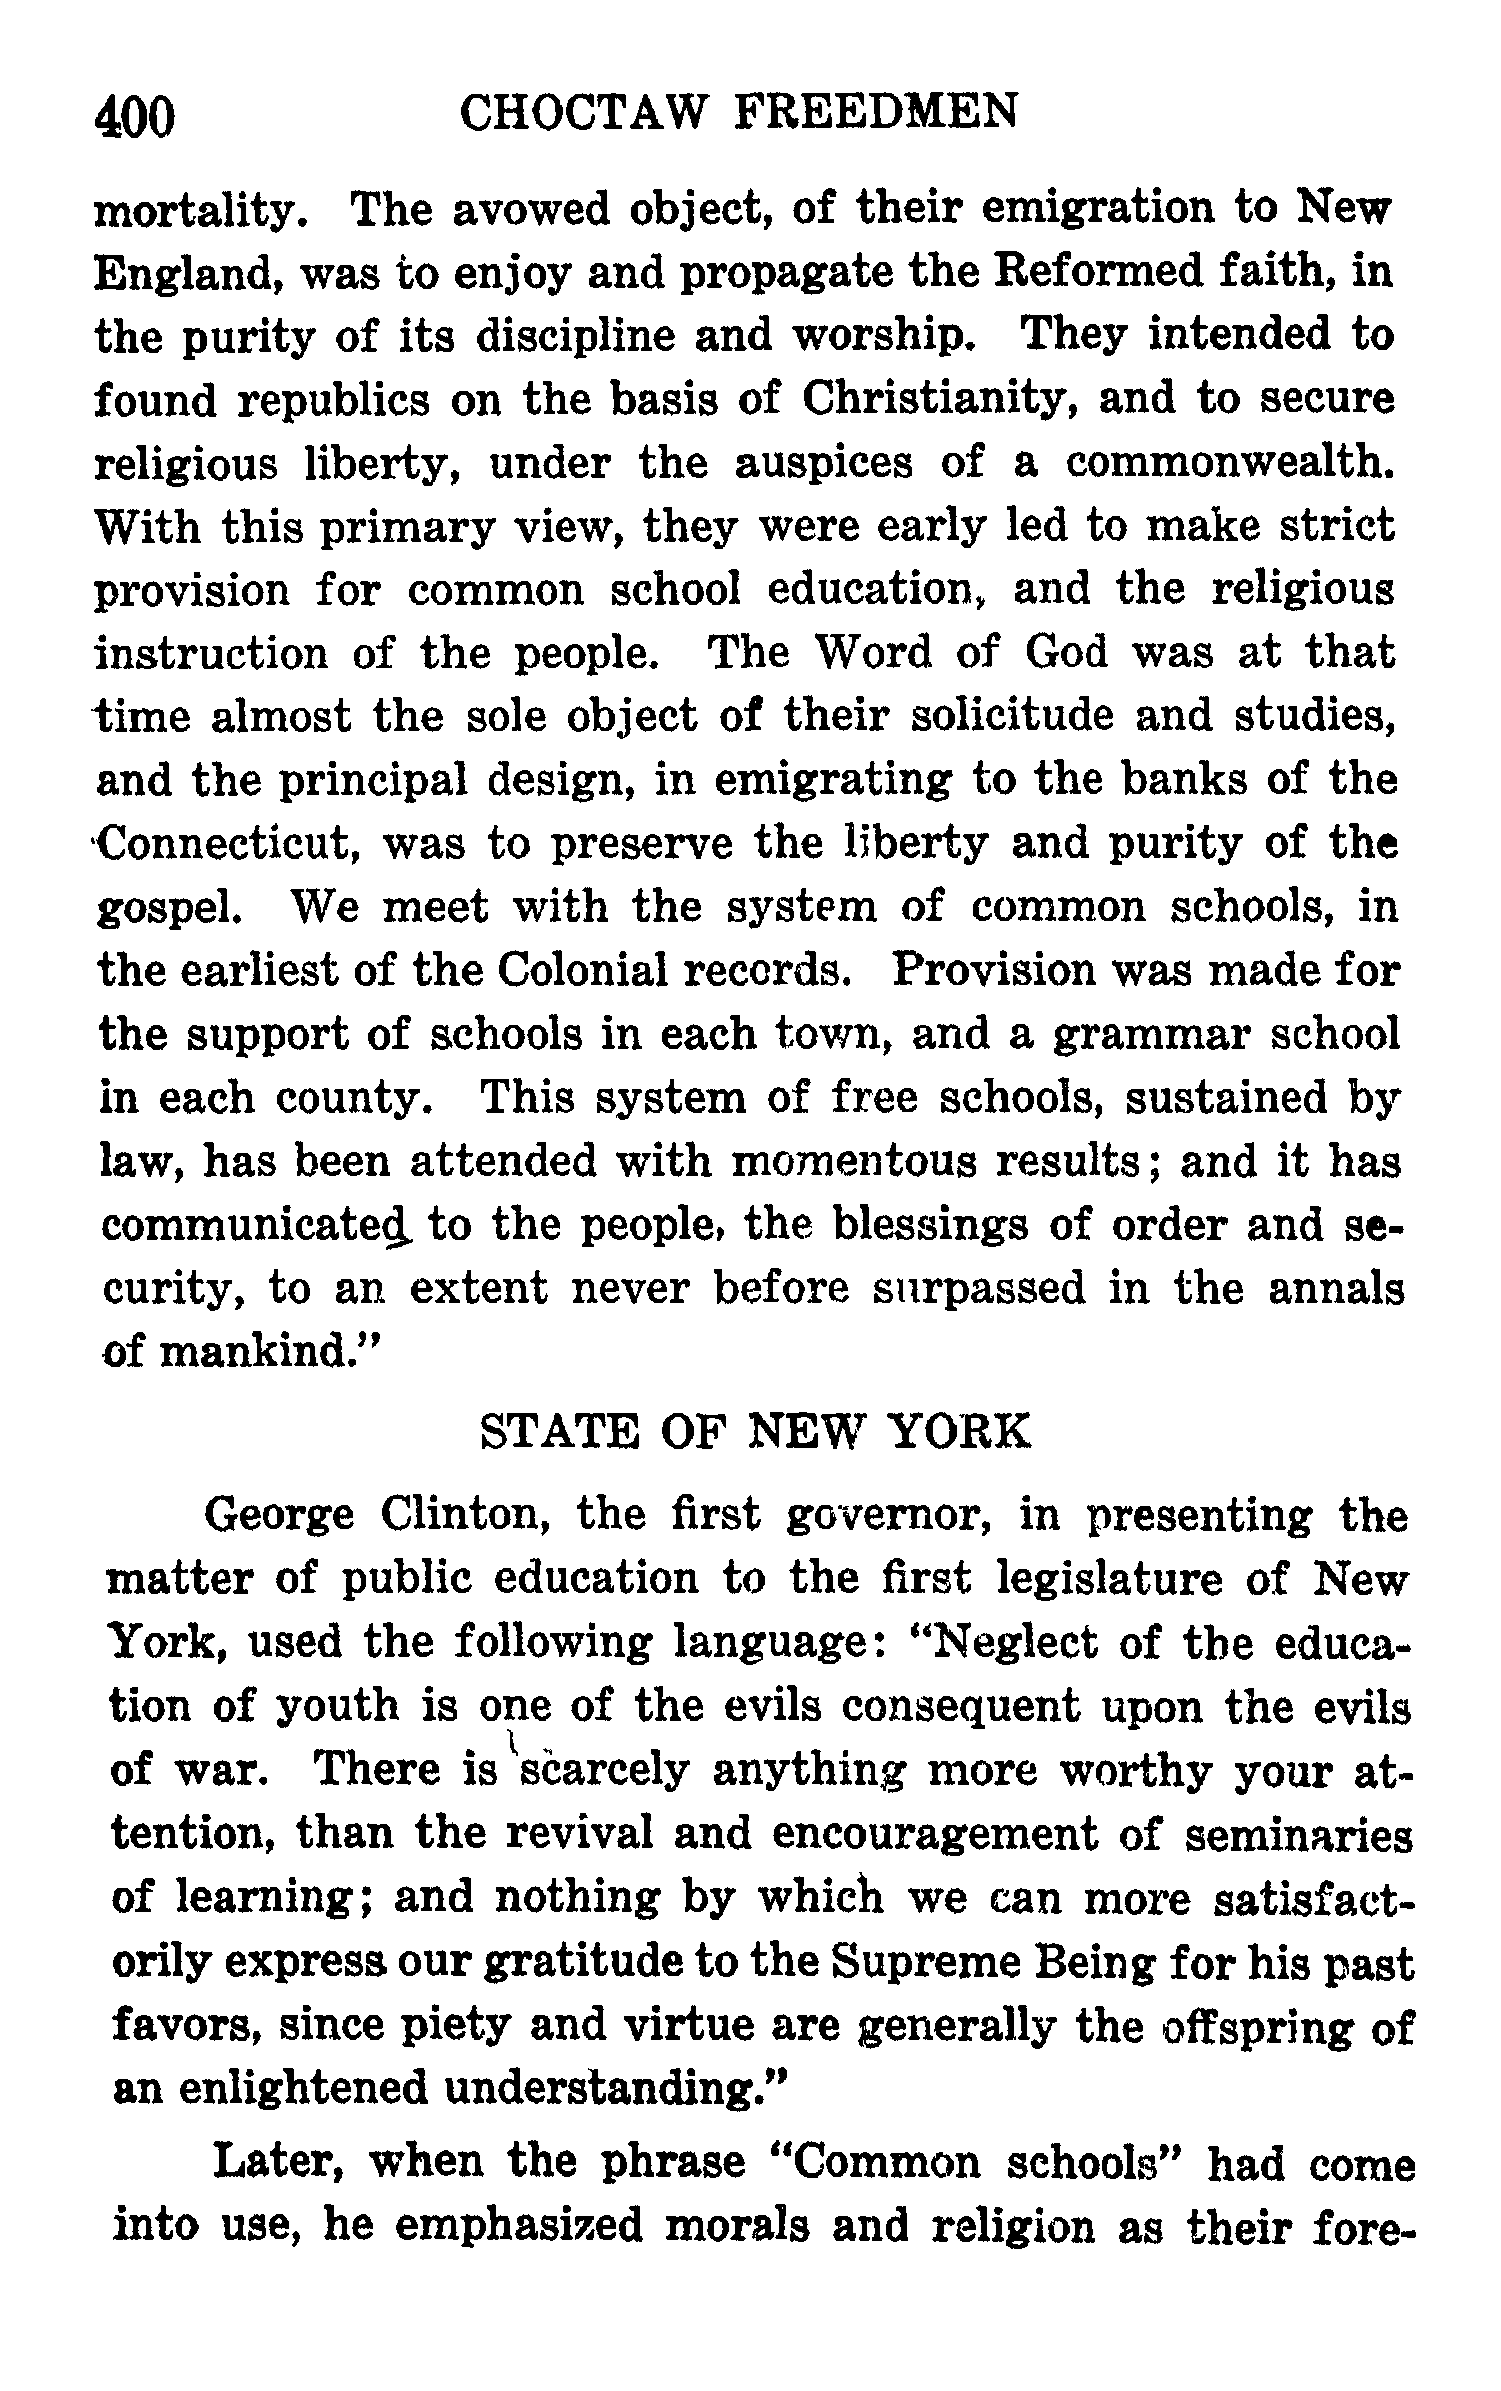 400 CHOCTAW FREEDMEN
mortality. The avowed object, of their emigration to New
England, was to enjoy and propagate the Reformed faith, in
the purity of its discipline and worship. They intended to
found republics on the basis of Christianity, and to secure
religious liberty, under the auspices of a commonwealth.
With this primary view, they were early led to make strict
provision for common school education, and the religious
instruction of the people. The Word of God was at that
time almost the sole object of their solicitude and studies,
and the principal design, in emigrating to the banks of the
Connecticut, was to preserve the liberty and purity of the
gospel. We meet with the system of common schools, in
the earliest of the Colonial records. Provision was made for
the support of schools in each town, and a grammar school
in each county. This system of free schools, sustained by
law, has been attended with momentous results; and it has
communicated to the people, the blessings of order and se-
curity, to an extent never before surpassed in the annals
of mankind."
STATE OF NEW YORK
George Clinton, the first governor, in presenting the
matter of public education to the first legislature of New
York, used the following language: "Neglect of the educa-
tion of youth is one of the evils consequent upon the evils
of war. There is scarcely anything more worthy your at-
tention, than the revival and encouragement of seminaries
of learning; and nothing by which we can more satisfact-
orily express our gratitude to the Supreme Being for his past
favors, since piety and virtue are generally the offspring of
an enlightened understanding."
Later, when the phrase "Common schools" had come
into use, he emphasized morals and religion as their fore-